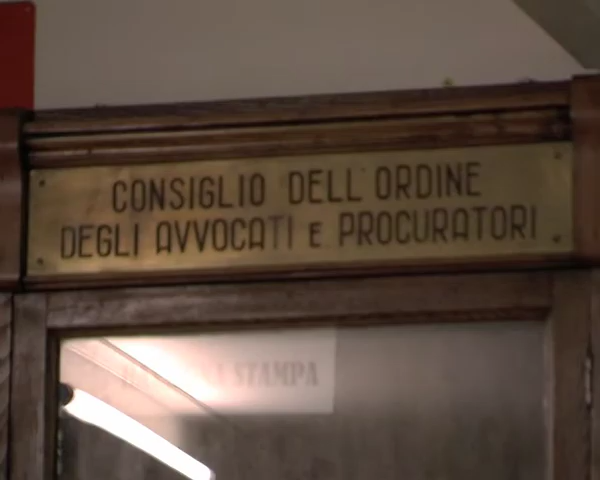 CONSIGLIO DELL'ORDINE
DEGLI AVVOCATI E PROCURATORI
STAMPA